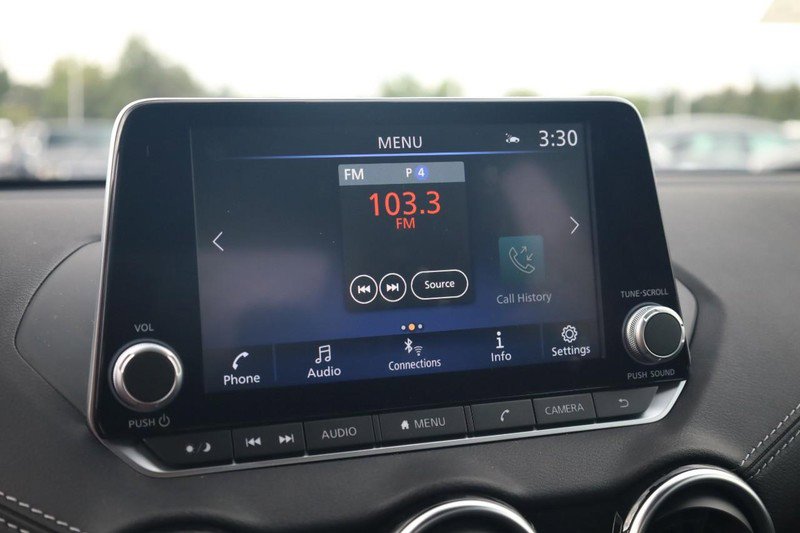 MENU
3:30
FM P 4
103.3
FM
Source
Call History
Phone
Audio
Connections
Info
Settings
VOL
PUSH
TUNE·SCROLL
PUSH SOUND
AUDIO
MENU
CAMERA